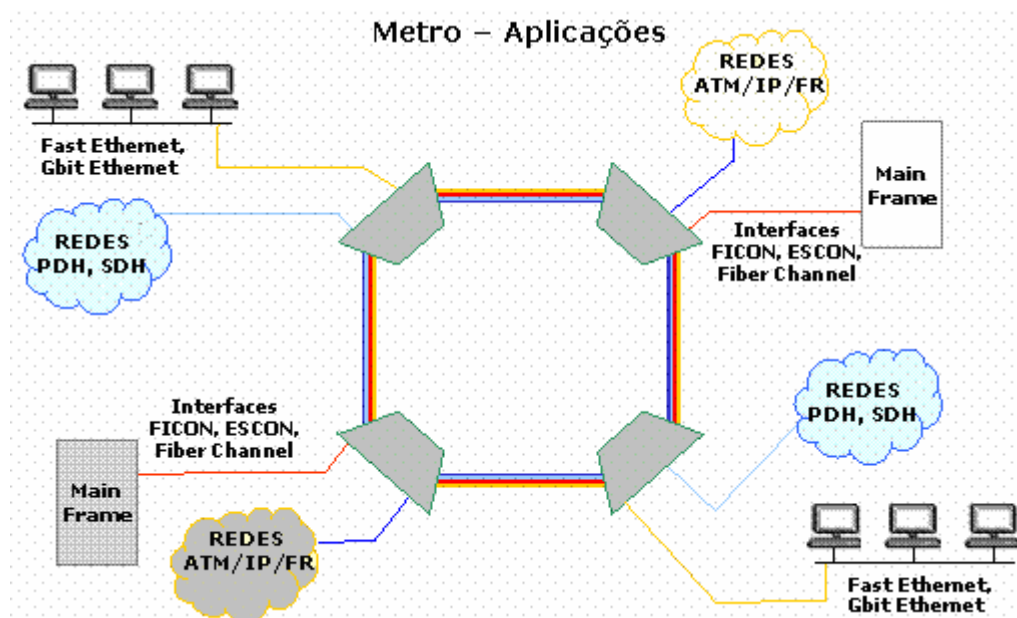 Metro – Aplicações
REDES
ATM/IP/FR
Fast Ethernet,
Gbit Ethernet
Main
Frame
REDES
PDH, SDH
Interfaces
FICON, ESCON,
Fiber Channel
REDES
PDH, SDH
Interfaces
FICON, ESCON,
Fiber Channel
Main
Frame
REDES
ATM/IP/FR
Fast Ethernet,
Gbit Ethernet